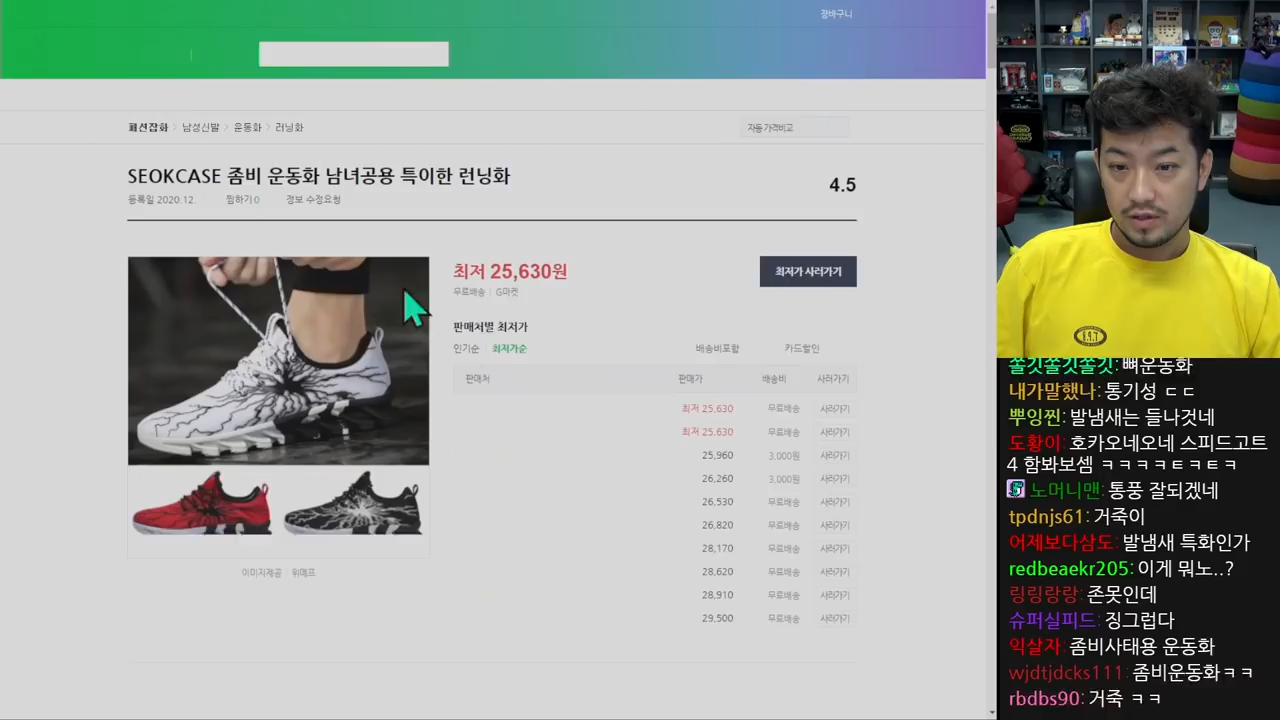 장바구니
패션잡화 > 남성신발 > 운동화 > 러닝화
자동 가격비교
SEOKCASE 좀비 운동화 남녀공용 특이한 런닝화
등록일 2020.12. 찜하기 0 정보 수정요청
4.5
최저 25,630원
무료배송 | G마켓
최저가 사러가기
판매처별 최저가
인기순 최저가순 배송비포함 카드할인
판매처 판매가 배송비 사러가기
최저 25,630 무료배송 사러가기
최저 25,630 무료배송 사러가기
25,960 3,000원 사러가기
26,260 3,000원 사러가기
26,530 무료배송 사러가기
26,820 무료배송 사러가기
28,170 무료배송 사러가기
28,620 무료배송 사러가기
28,910 무료배송 사러가기
29,500 무료배송 사러가기
이미지제공 | 위메프
쫄깃쫄깃쫄깃: 뼈운동화
내가말했나: 통기성 ㄷㄷ
뿌잉찐: 발냄새는 들나것네
도황이: 호카오네오네 스피드고트
4 함봐보셈 ㅋㅋㅋㅋㅌㅋㅌㅋ
노머니맨: 통풍 잘되겠네
tpdnjs61: 거죽이
어제보다삼도: 발냄새 특화인가
redbeaekr205: 이게 뭐노..?
링링랑랑: 존못인데
슈퍼실피드: 징그럽다
익살자: 좀비사태용 운동화
wjdtjdcks111: 좀비운동화ㅋㅋ
rbdbs90: 거죽 ㅋㅋ